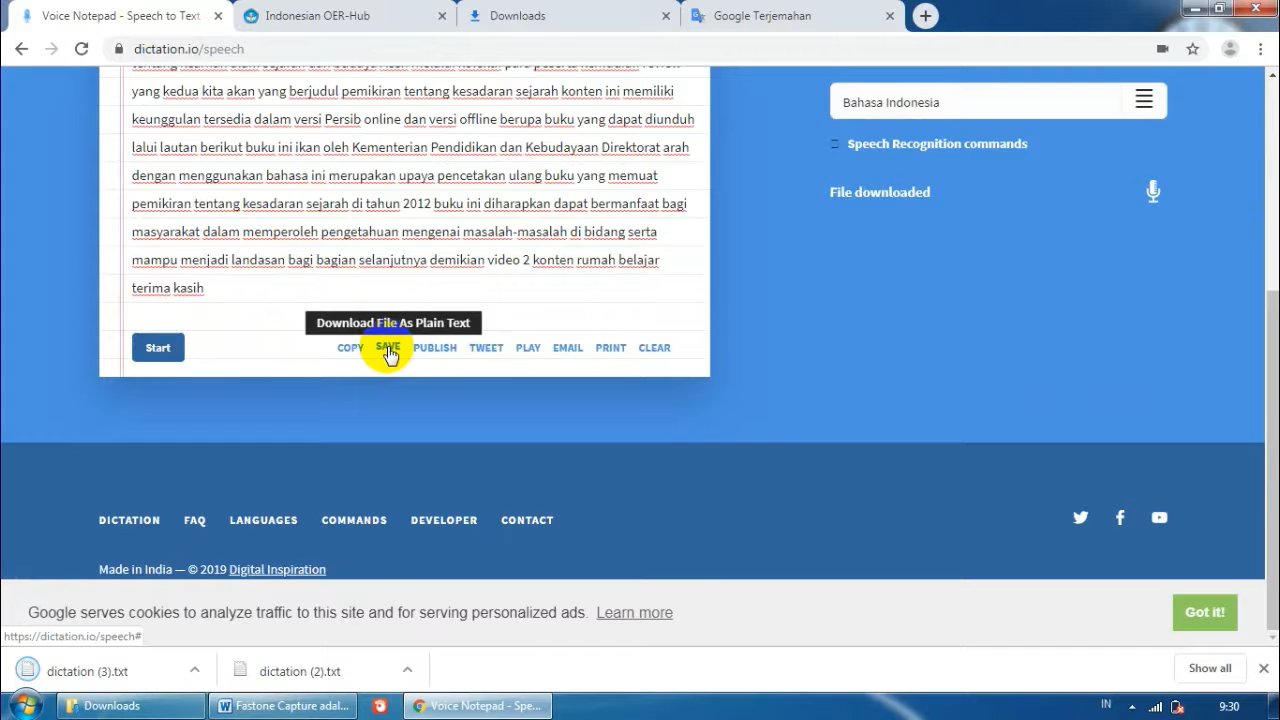 Voice Notepad - Speech to Text
Indonesian OER-Hub
Downloads
Google Terjemahan
dictation.io/speech
yang kedua kita akan yang berjudul pemikiran tentang kesadaran sejarah konten ini memiliki
keunggulan tersedia dalam versi Persib online dan versi offline berupa buku yang dapat diunduh
lalui lautan berikut buku ini ikan oleh Kementerian Pendidikan dan Kebudayaan Direktorat arah
dengan menggunakan bahasa ini merupakan upaya pencetakan ulang buku yang memuat
pemikiran tentang kesadaran sejarah di tahun 2012 buku ini diharapkan dapat bermanfaat bagi
masyarakat dalam memperoleh pengetahuan mengenai masalah-masalah di bidang serta
mampu menjadi landasan bagi bagian selanjutnya demikian video 2 konten rumah belajar
terima kasih
Bahasa Indonesia
Speech Recognition commands
File downloaded
Download File As Plain Text
Start
COPY SAVE PUBLISH TWEET PLAY EMAIL PRINT CLEAR
DICTATION FAQ LANGUAGES COMMANDS DEVELOPER CONTACT
Made in India — © 2019 Digital Inspiration
Google serves cookies to analyze traffic to this site and for serving personalized ads. Learn more
Got it!
https://dictation.io/speech#
dictation (3).txt
dictation (2).txt
Show all
Downloads
Fastone Capture adal...
Voice Notepad - Spe...
IN
9:30